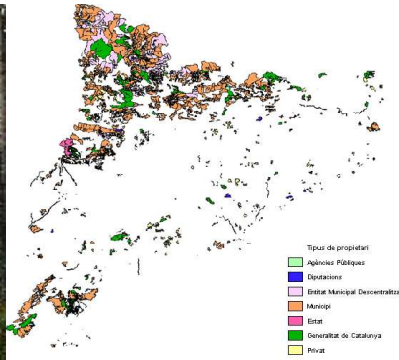 Tipus de propietari
Agències Públiques
Diputacions
Entitat Municipal Descentralitza
Municipi
Estat
Generalitat de Catalunya
Privat